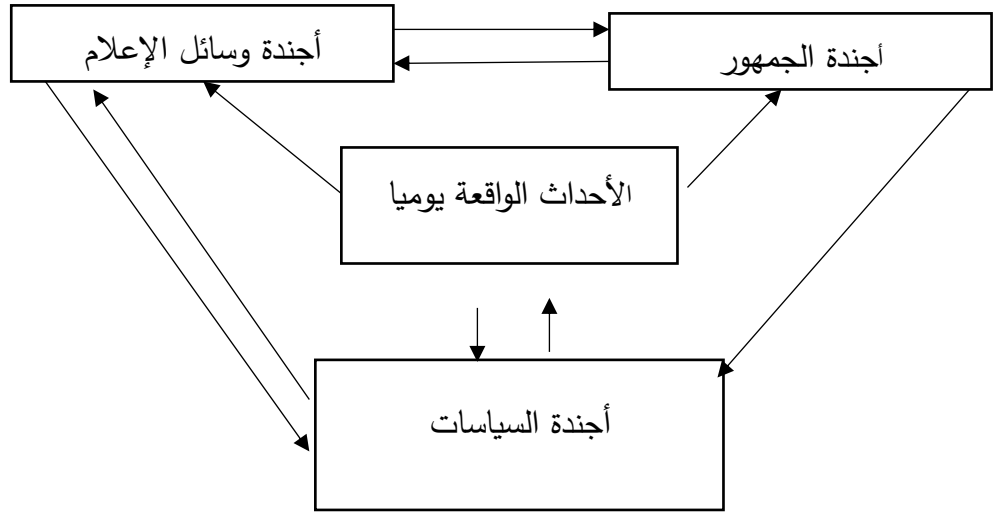 أجندة وسائل الإعلام
أجندة الجمهور
الأحداث الواقعة يوميا
أجندة السياسات